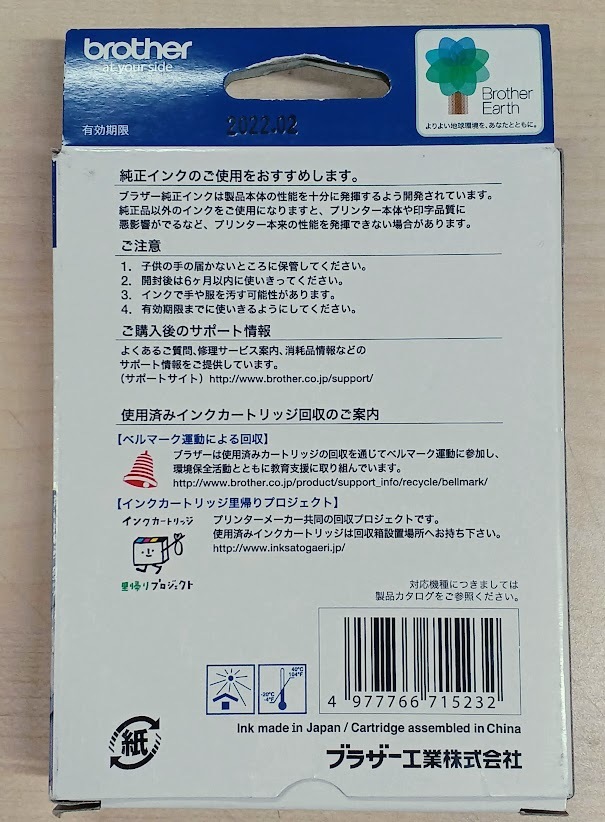 brother
at your side
Brother
Earth
よりよい地球環境を、あなたとともに。
有効期限
2022.02
純正インクのご使用をおすすめします。
ブラザー純正インクは製品本体の性能を十分に発揮するよう開発されています。
純正品以外のインクをご使用になりますと、プリンター本体や印字品質に
悪影響がでるなど、プリンター本来の性能を発揮できない場合があります。
ご注意
1. 子供の手の届かないところに保管してください。
2. 開封後は6ヶ月以内に使いきってください。
3. インクで手や服を汚す可能性があります。
4. 有効期限までに使いきるようにしてください。
ご購入後のサポート情報
よくあるご質問、修理サービス案内、消耗品情報などの
サポート情報をご提供しています。
(サポートサイト) http://www.brother.co.jp/support/
使用済みインクカートリッジ回収のご案内
【ベルマーク運動による回収】
ブラザーは使用済みカートリッジの回収を通じてベルマーク運動に参加し、
環境保全活動とともに教育支援に取り組んでいます。
http://www.brother.co.jp/product/support_info/recycle/bellmark/
【インクカートリッジ里帰りプロジェクト】
インクカートリッジ
里帰りプロジェクト
プリンターメーカー共同の回収プロジェクトです。
使用済みインクカートリッジは回収箱設置場所へお持ち下さい。
http://www.inksatogaeri.jp/
対応機種につきましては
製品カタログをご参照ください。
40°C
104°F
-20°C
-4°F
4 977766 715232
Ink made in Japan / Cartridge assembled in China
紙
ブラザー工業株式会社